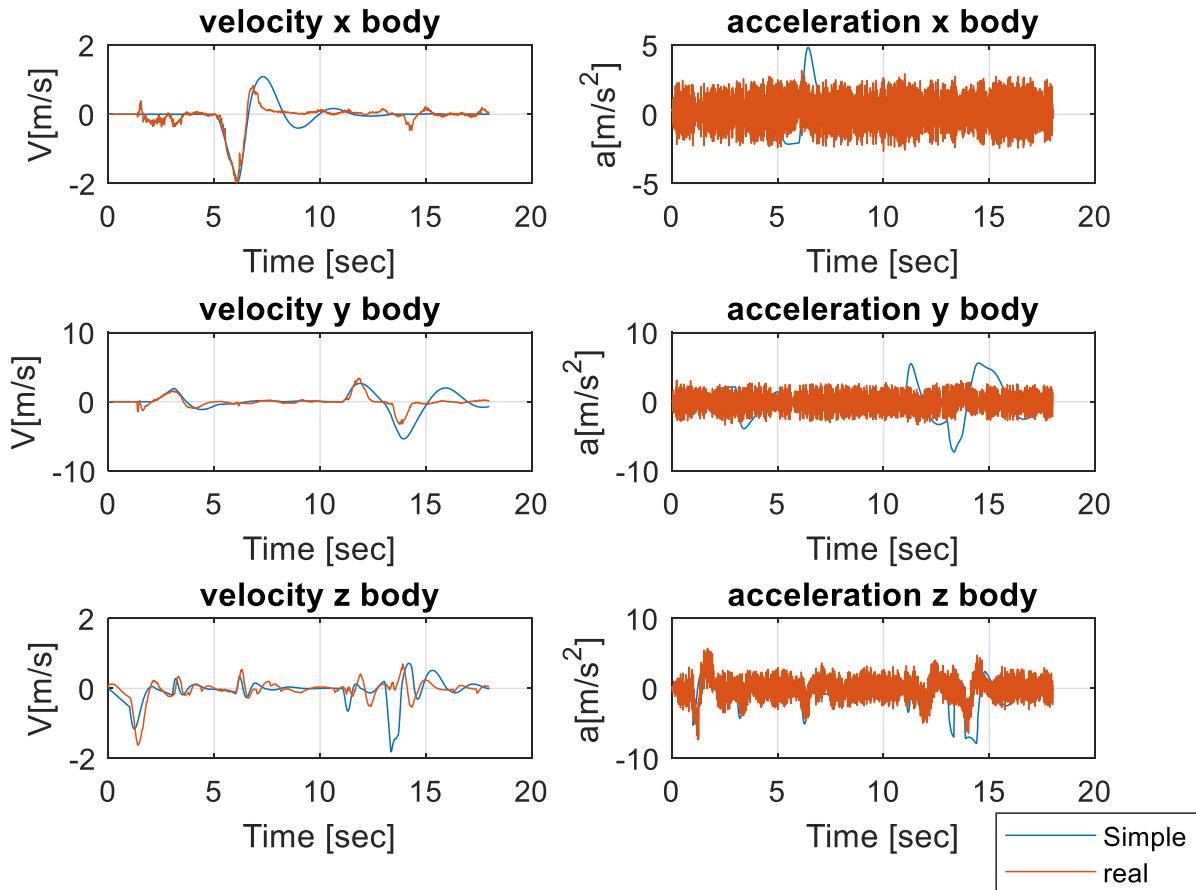 velocity x body
acceleration x body
V[m/s]
2
0
-2
0 5 10 15 20
Time [sec]
a[m/s²]
5
0
-5
0 5 10 15 20
Time [sec]
velocity y body
acceleration y body
V[m/s]
10
0
-10
0 5 10 15 20
Time [sec]
a[m/s²]
10
0
-10
0 5 10 15 20
Time [sec]
velocity z body
acceleration z body
V[m/s]
2
0
-2
0 5 10 15 20
Time [sec]
a[m/s²]
10
0
-10
0 5 10 15 20
Time [sec]
Simple
real